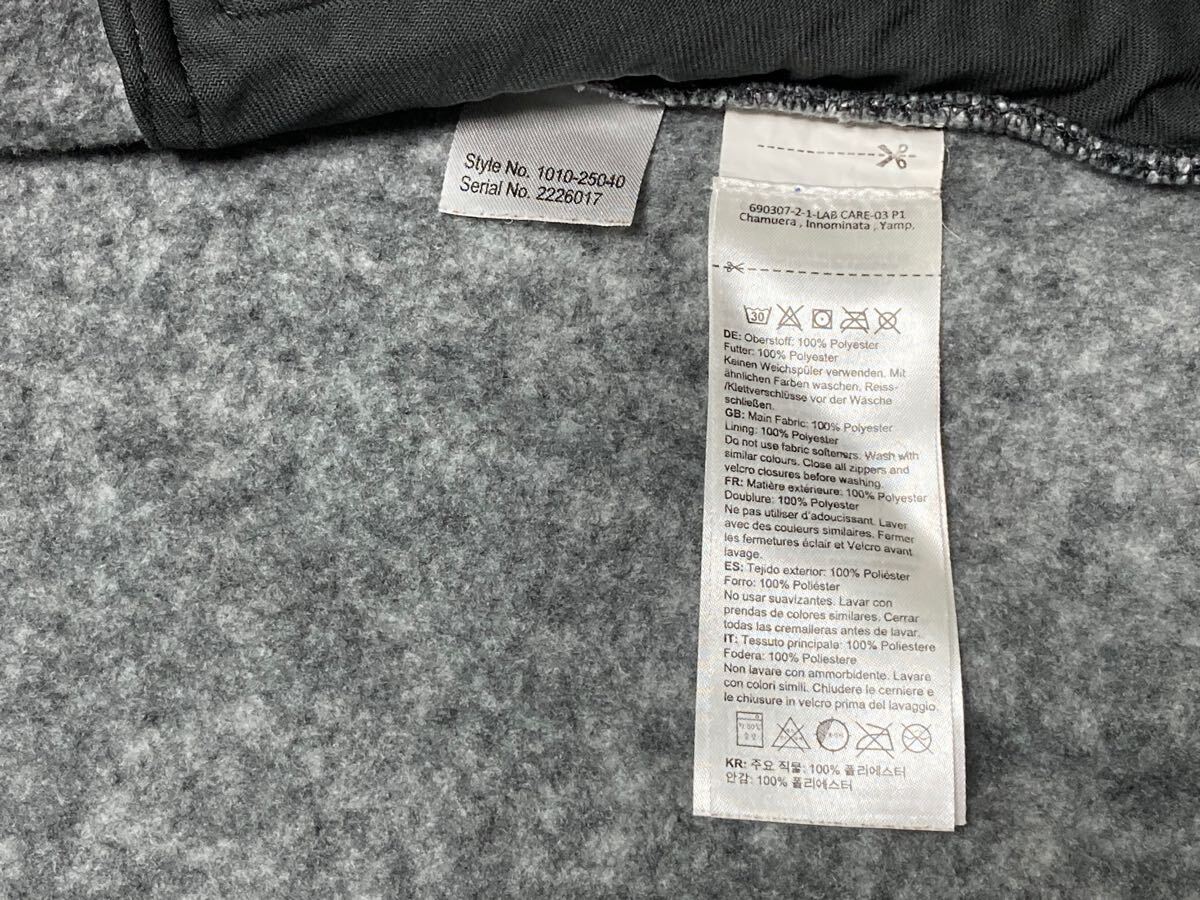 Style No. 1010-25040
Serial No. 2226017
690307-2-1-LAB CARE-03 P1
Chamuera , Innominata , Yamp,
30
DE: Oberstoff: 100% Polyester
Futter: 100% Polyester
Keinen Weichspüler verwenden. Mit
ähnlichen Farben waschen. Reiss-
/Klettverschlüsse vor der Wäsche
schließen.
GB: Main Fabric: 100% Polyester
Lining: 100% Polyester
Do not use fabric softeners. Wash with
similar colours. Close all zippers and
velcro closures before washing.
FR: Matière extérieure: 100% Polyester
Doublure: 100% Polyester
Ne pas utiliser d'adoucissant. Laver
avec des couleurs similaires. Fermer
les fermetures éclair et Velcro avant
lavage.
ES: Tejido exterior: 100% Poliéster
Forro: 100% Poliéster
No usar suavizantes. Lavar con
prendas de colores similares. Cerrar
todas las cremalleras antes de lavar.
IT: Tessuto principale: 100% Poliestere
Fodera: 100% Poliestere
Non lavare con ammorbidente. Lavare
con colori simili. Chiudere le cerniere e
le chiusure in velcro prima del lavaggio.
KR: 주요 직물: 100% 폴리에스터
안감: 100% 폴리에스터